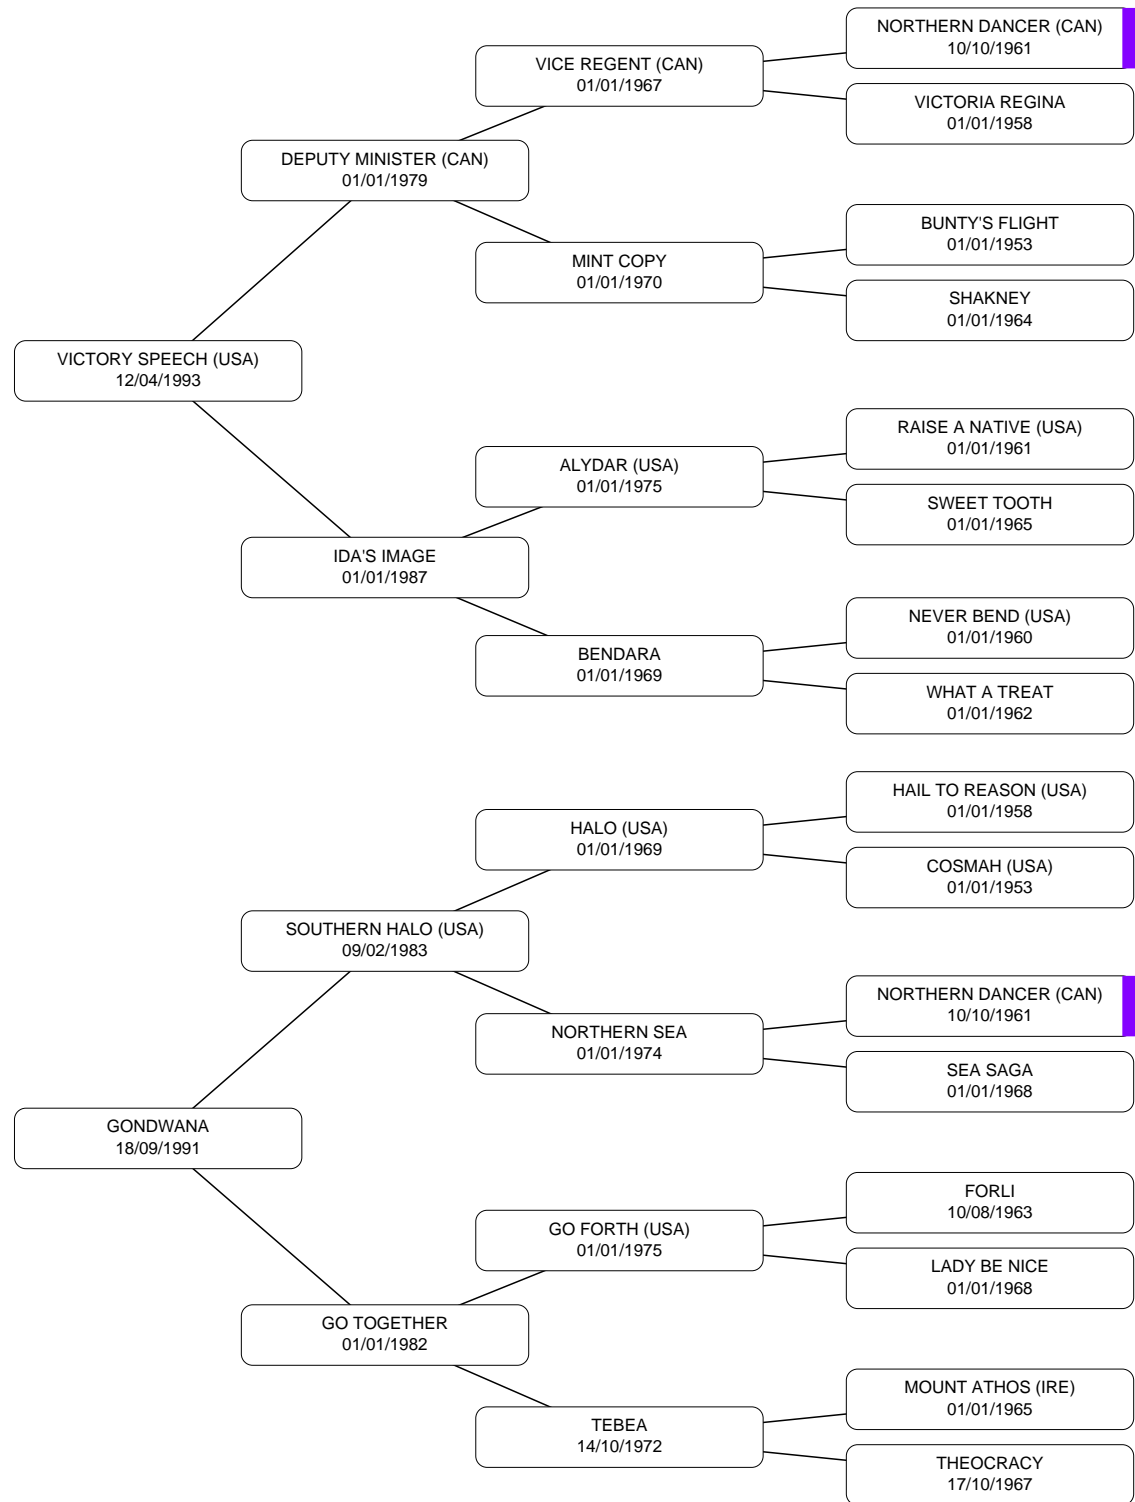 NORTHERN DANCER (CAN)
10/10/1961
VICE REGENT (CAN)
01/01/1967
VICTORIA REGINA
01/01/1958
DEPUTY MINISTER (CAN)
01/01/1979
BUNTY'S FLIGHT
01/01/1953
MINT COPY
01/01/1970
SHAKNEY
01/01/1964
VICTORY SPEECH (USA)
12/04/1993
RAISE A NATIVE (USA)
01/01/1961
ALYDAR (USA)
01/01/1975
SWEET TOOTH
01/01/1965
IDA'S IMAGE
01/01/1987
NEVER BEND (USA)
01/01/1960
BENDARA
01/01/1969
WHAT A TREAT
01/01/1962
HAIL TO REASON (USA)
01/01/1958
HALO (USA)
01/01/1969
COSMAH (USA)
01/01/1953
SOUTHERN HALO (USA)
09/02/1983
NORTHERN DANCER (CAN)
10/10/1961
NORTHERN SEA
01/01/1974
SEA SAGA
01/01/1968
GONDWANA
18/09/1991
FORLI
10/08/1963
GO FORTH (USA)
01/01/1975
LADY BE NICE
01/01/1968
GO TOGETHER
01/01/1982
MOUNT ATHOS (IRE)
01/01/1965
TEBEA
14/10/1972
THEOCRACY
17/10/1967